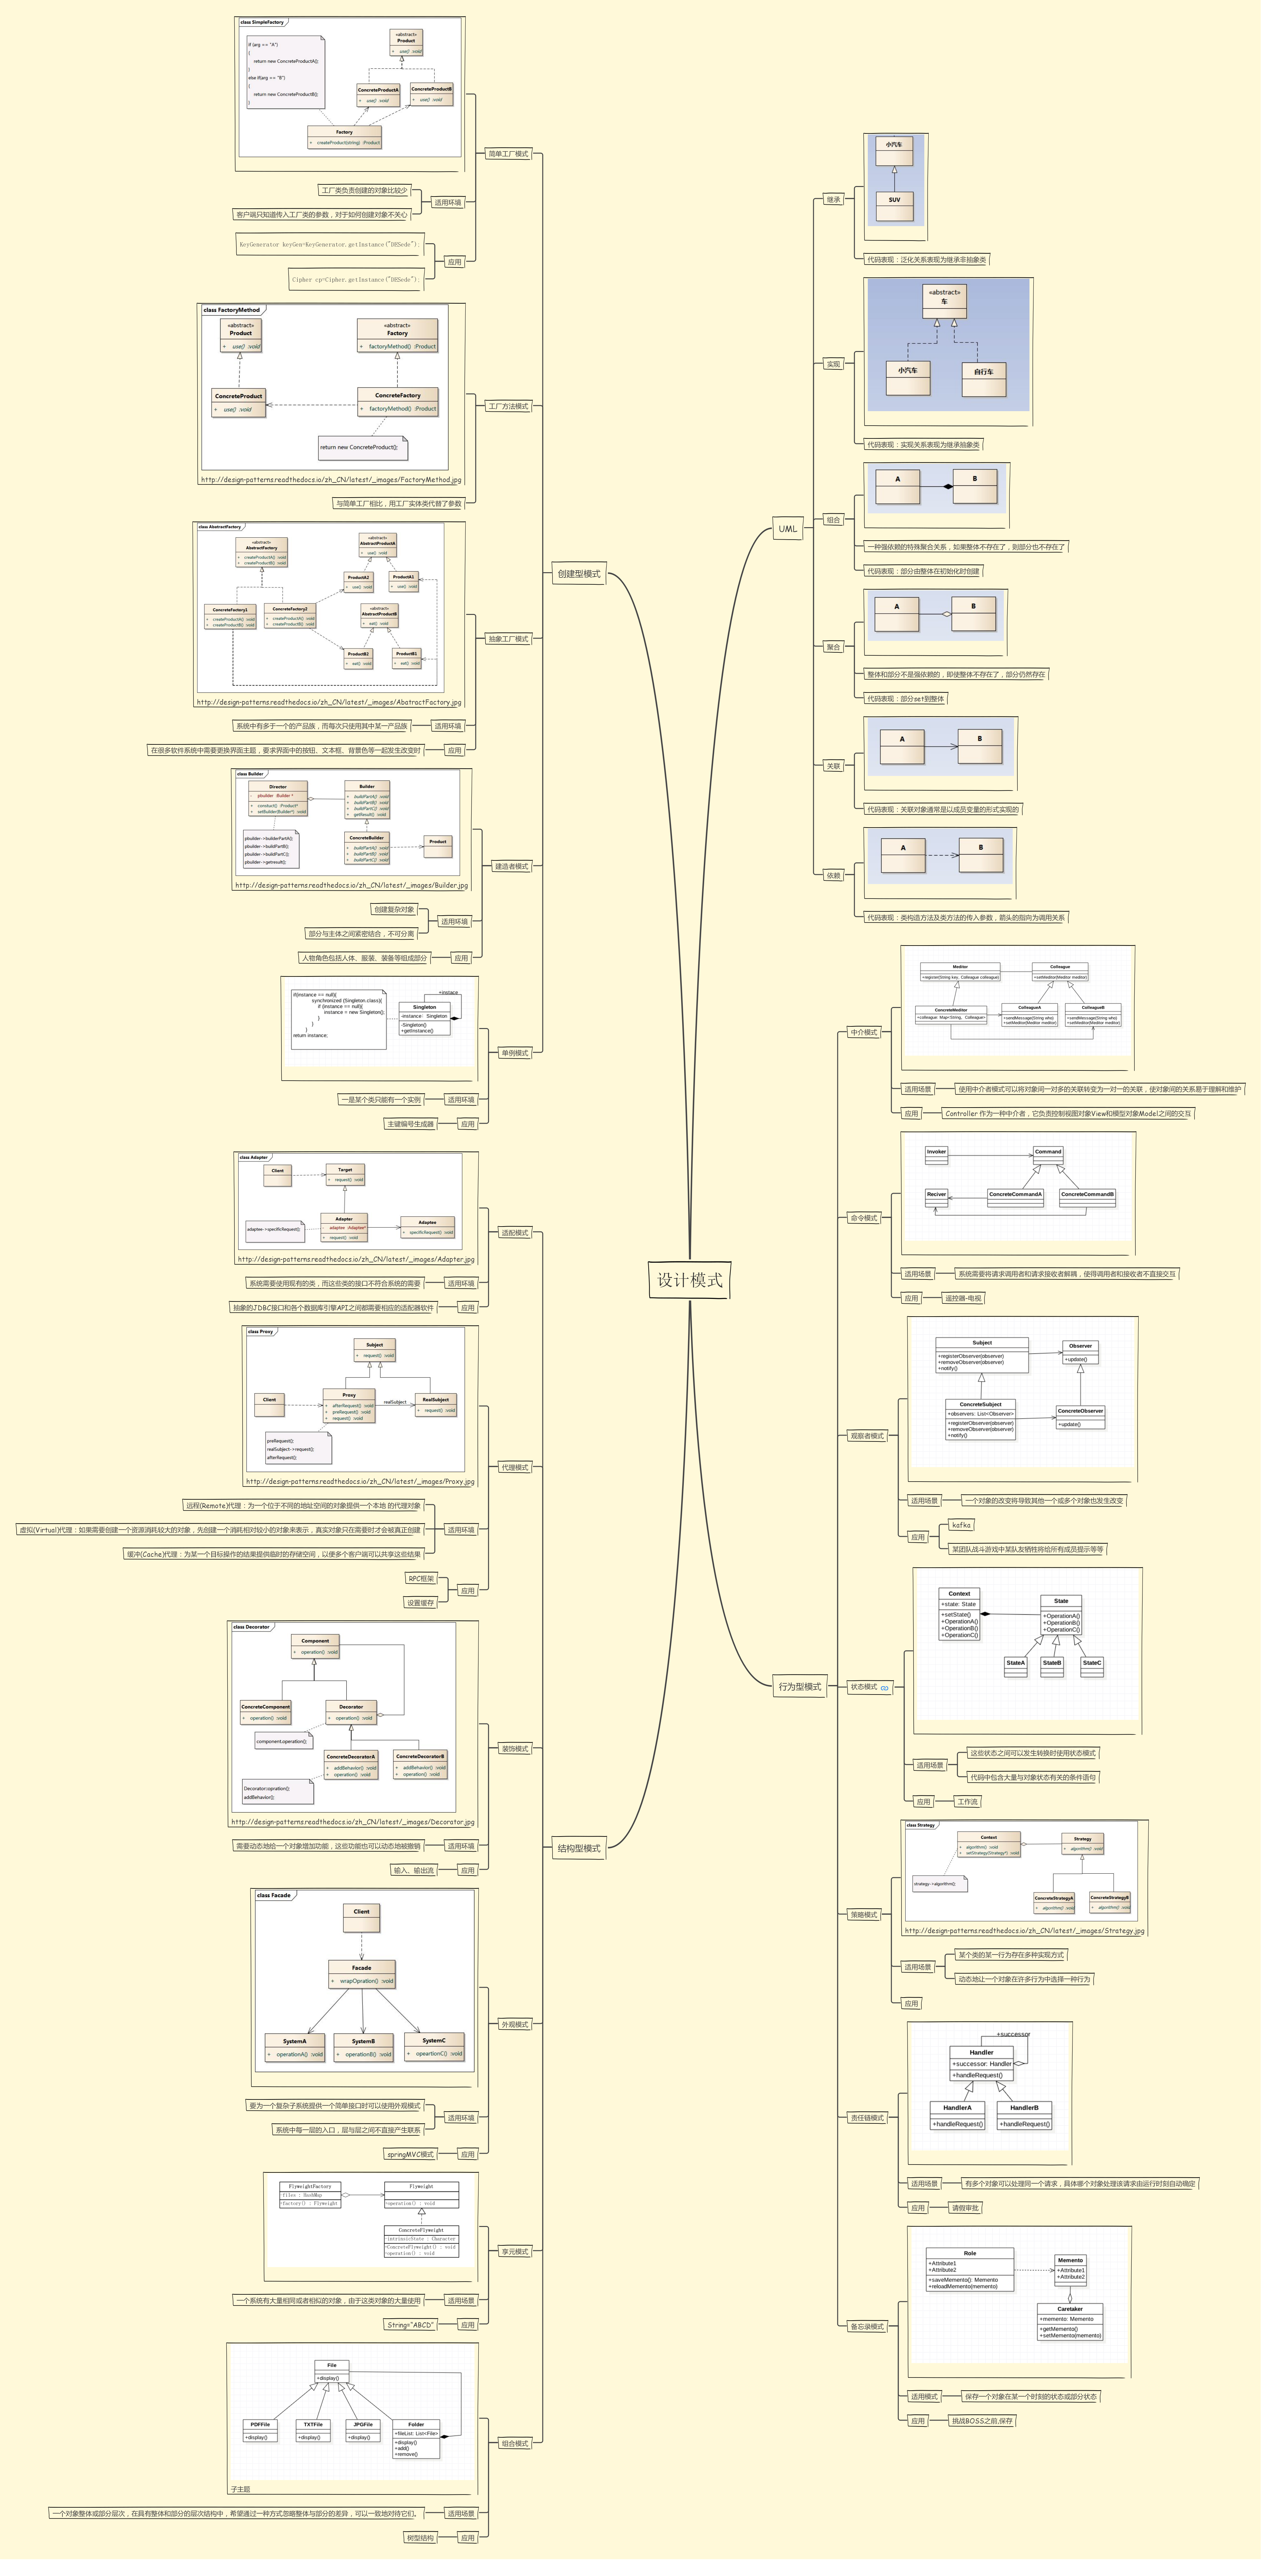 设计模式
创建型模式
简单工厂模式
class SimpleFactory
if (arg == "A")
{
return new ConcreteProductA();
}
else if(arg == "B")
{
return new ConcreteProductB();
}
«abstract»
Product
+ use() :void
ConcreteProductA
+ use() :void
ConcreteProductB
+ use() :void
Factory
+ createProduct(string) :Product
适用环境
工厂类负责创建的对象比较少
客户端只知道传入工厂类的参数，对于如何创建对象不关心
应用
KeyGenerator keyGen=KeyGenerator.getInstance("DESede");
Cipher cp=Cipher.getInstance("DESede");
工厂方法模式
class FactoryMethod
«abstract»
Product
+ use() :void
«abstract»
Factory
+ factoryMethod() :Product
ConcreteProduct
+ use() :void
ConcreteFactory
+ factoryMethod() :Product
return new ConcreteProduct();
http://design-patterns.readthedocs.io/zh_CN/latest/_images/FactoryMethod.jpg
与简单工厂相比，用工厂实体类代替了参数
抽象工厂模式
class AbstractFactory
«abstract»
AbstractFactory
+ createProductA() :void
+ createProductB() :void
«abstract»
AbstractProductA
+ use() :void
ProductA2
+ use() :void
ProductA1
+ use() :void
ConcreteFactory1
+ createProductA() :void
+ createProductB() :void
ConcreteFactory2
+ createProductA() :void
+ createProductB() :void
«abstract»
AbstractProductB
+ eat() :void
ProductB2
+ eat() :void
ProductB1
+ eat() :void
http://design-patterns.readthedocs.io/zh_CN/latest/_images/AbatractFactory.jpg
适用环境
系统中有多于一个的产品族，而每次只使用其中某一产品族
应用
在很多软件系统中需要更换界面主题，要求界面中的按钮、文本框、背景色等一起发生改变时
建造者模式
class Builder
Director
- pbuilder :Builder *
+ construct() :Product*
+ setBuilder(Builder*) :void
Builder
+ buildPartA() :void
+ buildPartB() :void
+ buildPartC() :void
+ getResult() :void
pbuilder->builderPartA();
pbuilder->buildPartB();
pbuilder->buildPartC();
pbuilder->getresult();
ConcreteBuilder
+ buildPartA() :void
+ buildPartB() :void
+ buildPartC() :void
Product
http://design-patterns.readthedocs.io/zh_CN/latest/_images/Builder.jpg
适用环境
创建复杂对象
部分与主体之间紧密结合，不可分离
应用
人物角色包括人体、服装、装备等组成部分
单例模式
if(instance == null){
synchronized (Singleton.class){
if (instance == null){
instance = new Singleton();
}
}
}
return instance;
+instace
Singleton
-instance: Singleton
-Singleton()
+getInstance()
适用环境
一是某个类只能有一个实例
应用
主键编号生成器
结构型模式
适配模式
class Adapter
Client
Target
+ request() :void
adaptee->specificRequest();
Adapter
- adaptee :Adaptee*
+ request() :void
Adaptee
+ specificRequest() :void
http://design-patterns.readthedocs.io/zh_CN/latest/_images/Adapter.jpg
适用环境
系统需要使用现有的类，而这些类的接口不符合系统的需要
应用
抽象的JDBC接口和各个数据库引擎API之间都需要相应的适配器软件
代理模式
class Proxy
Subject
+ request() :void
Client
Proxy
+ afterRequest() :void
+ preRequest() :void
+ request() :void
realSubject
RealSubject
+ request() :void
preRequest();
realSubject->request();
afterRequest();
http://design-patterns.readthedocs.io/zh_CN/latest/_images/Proxy.jpg
适用环境
远程(Remote)代理：为一个位于不同的地址空间的对象提供一个本地 的代理对象
虚拟(Virtual)代理：如果需要创建一个资源消耗较大的对象，先创建一个消耗相对较小的对象来表示，真实对象只在需要时才会被真正创建
缓冲(Cache)代理：为某一个目标操作的结果提供临时的存储空间，以便多个客户端可以共享这些结果
应用
RPC框架
设置缓存
装饰模式
class Decorator
Component
+ operation() :void
ConcreteComponent
+ operation() :void
Decorator
+ operation() :void
component.operation();
ConcreteDecoratorA
+ addBehavior() :void
+ operation() :void
ConcreteDecoratorB
+ addBehavior() :void
+ operation() :void
Decorator:opration();
addBehavior();
http://design-patterns.readthedocs.io/zh_CN/latest/_images/Decorator.jpg
适用环境
需要动态地给一个对象增加功能，这些功能也可以动态地被撤销
应用
输入、输出流
外观模式
class Facade
Client
Facade
+ wrapOpration() :void
SystemA
+ operationA() :void
SystemB
+ operationB() :void
SystemC
+ opeartionC() :void
适用环境
要为一个复杂子系统提供一个简单接口时可以使用外观模式
系统中每一层的入口，层与层之间不直接产生联系
应用
springMVC模式
享元模式
FlyweightFactory
-files : HashMap
+factory() : Flyweight
Flyweight
+operation() : void
ConcreteFlyweight
-intrinsicState : Character
+ConcreteFlyweight() : void
+operation() : void
适用场景
一个系统有大量相同或者相似的对象，由于这类对象的大量使用
应用
String="ABCD"
组合模式
File
+display()
PDFFile
+display()
TXTFile
+display()
JPGFile
+display()
Folder
+fileList: List<File>
+display()
+add()
+remove()
子主题
适用场景
一个对象整体或部分层次，在具有整体和部分的层次结构中，希望通过一种方式忽略整体与部分的差异，可以一致地对待它们。
应用
树型结构
UML
继承
小汽车
SUV
代码表现：泛化关系表现为继承非抽象类
实现
«abstract»
车
小汽车
自行车
代码表现：实现关系表现为继承抽象类
组合
A
B
一种强依赖的特殊聚合关系，如果整体不存在了，则部分也不存在了
代码表现：部分由整体在初始化时创建
聚合
A
B
整体和部分不是强依赖的，即使整体不存在了，部分仍然存在
代码表现：部分set到整体
关联
A
B
代码表现：关联对象通常是以成员变量的形式实现的
依赖
A
B
代码表现：类构造方法及类方法的传入参数，箭头的指向为调用关系
行为型模式
中介模式
Meditor
+register(String key, Colleague colleague)
Colleague
+setMeditor(Meditor meditor)
ConcreteMeditor
+colleague: Map<String, Colleague>
ColleagueA
+sendMessage(String who)
+setMeditor(Meditor meditor)
ColleagueB
+sendMessage(String who)
+setMeditor(Meditor meditor)
适用场景
使用中介者模式可以将对象间一对多的关联转变为一对一的关联，使对象间的关系易于理解和维护
应用
Controller 作为一种中介者，它负责控制视图对象View和模型对象Model之间的交互
命令模式
Invoker
Command
Reciver
ConcreteCommandA
ConcreteCommandB
适用场景
系统需要将请求调用者和请求接收者解耦，使得调用者和接收者不直接交互
应用
遥控器-电视
观察者模式
Subject
+registerObserver(observer)
+removeObserver(observer)
+notify()
Observer
+update()
ConcreteSubject
+observers: List<Observer>
+registerObserver(observer)
+removeObserver(observer)
+notify()
ConcreteObserver
+update()
适用场景
一个对象的改变将导致其他一个或多个对象也发生改变
应用
kafka
某团队战斗游戏中某队友牺牲将给所有成员提示等等
状态模式
Context
+state: State
+setState()
+OperationA()
+OperationB()
+OperationC()
State
+OperationA()
+OperationB()
+OperationC()
StateA
StateB
StateC
适用场景
这些状态之间可以发生转换时使用状态模式
代码中包含大量与对象状态有关的条件语句
应用
工作流
策略模式
class Strategy
Context
+ algorithm() :void
+ setStrategy(Strategy*) :void
Strategy
+ algorithm() :void
strategy->algorithm();
ConcreteStrategyA
+ algorithm() :void
ConcreteStrategyB
+ algorithm() :void
http://design-patterns.readthedocs.io/zh_CN/latest/_images/Strategy.jpg
适用场景
某个类的某一行为存在多种实现方式
动态地让一个对象在许多行为中选择一种行为
应用
责任链模式
+successor
Handler
+successor: Handler
+handleRequest()
HandlerA
+handleRequest()
HandlerB
+handleRequest()
适用场景
有多个对象可以处理同一个请求，具体哪个对象处理该请求由运行时刻自动确定
应用
请假审批
备忘录模式
Role
+Attribute1
+Attribute2
+saveMemento(): Memento
+reloadMemento(memento)
Memento
+Attribute1
+Attribute2
Caretaker
+memento: Memento
+getMemento()
+setMemento(memento)
适用模式
保存一个对象在某一个时刻的状态或部分状态
应用
挑战BOSS之前,保存